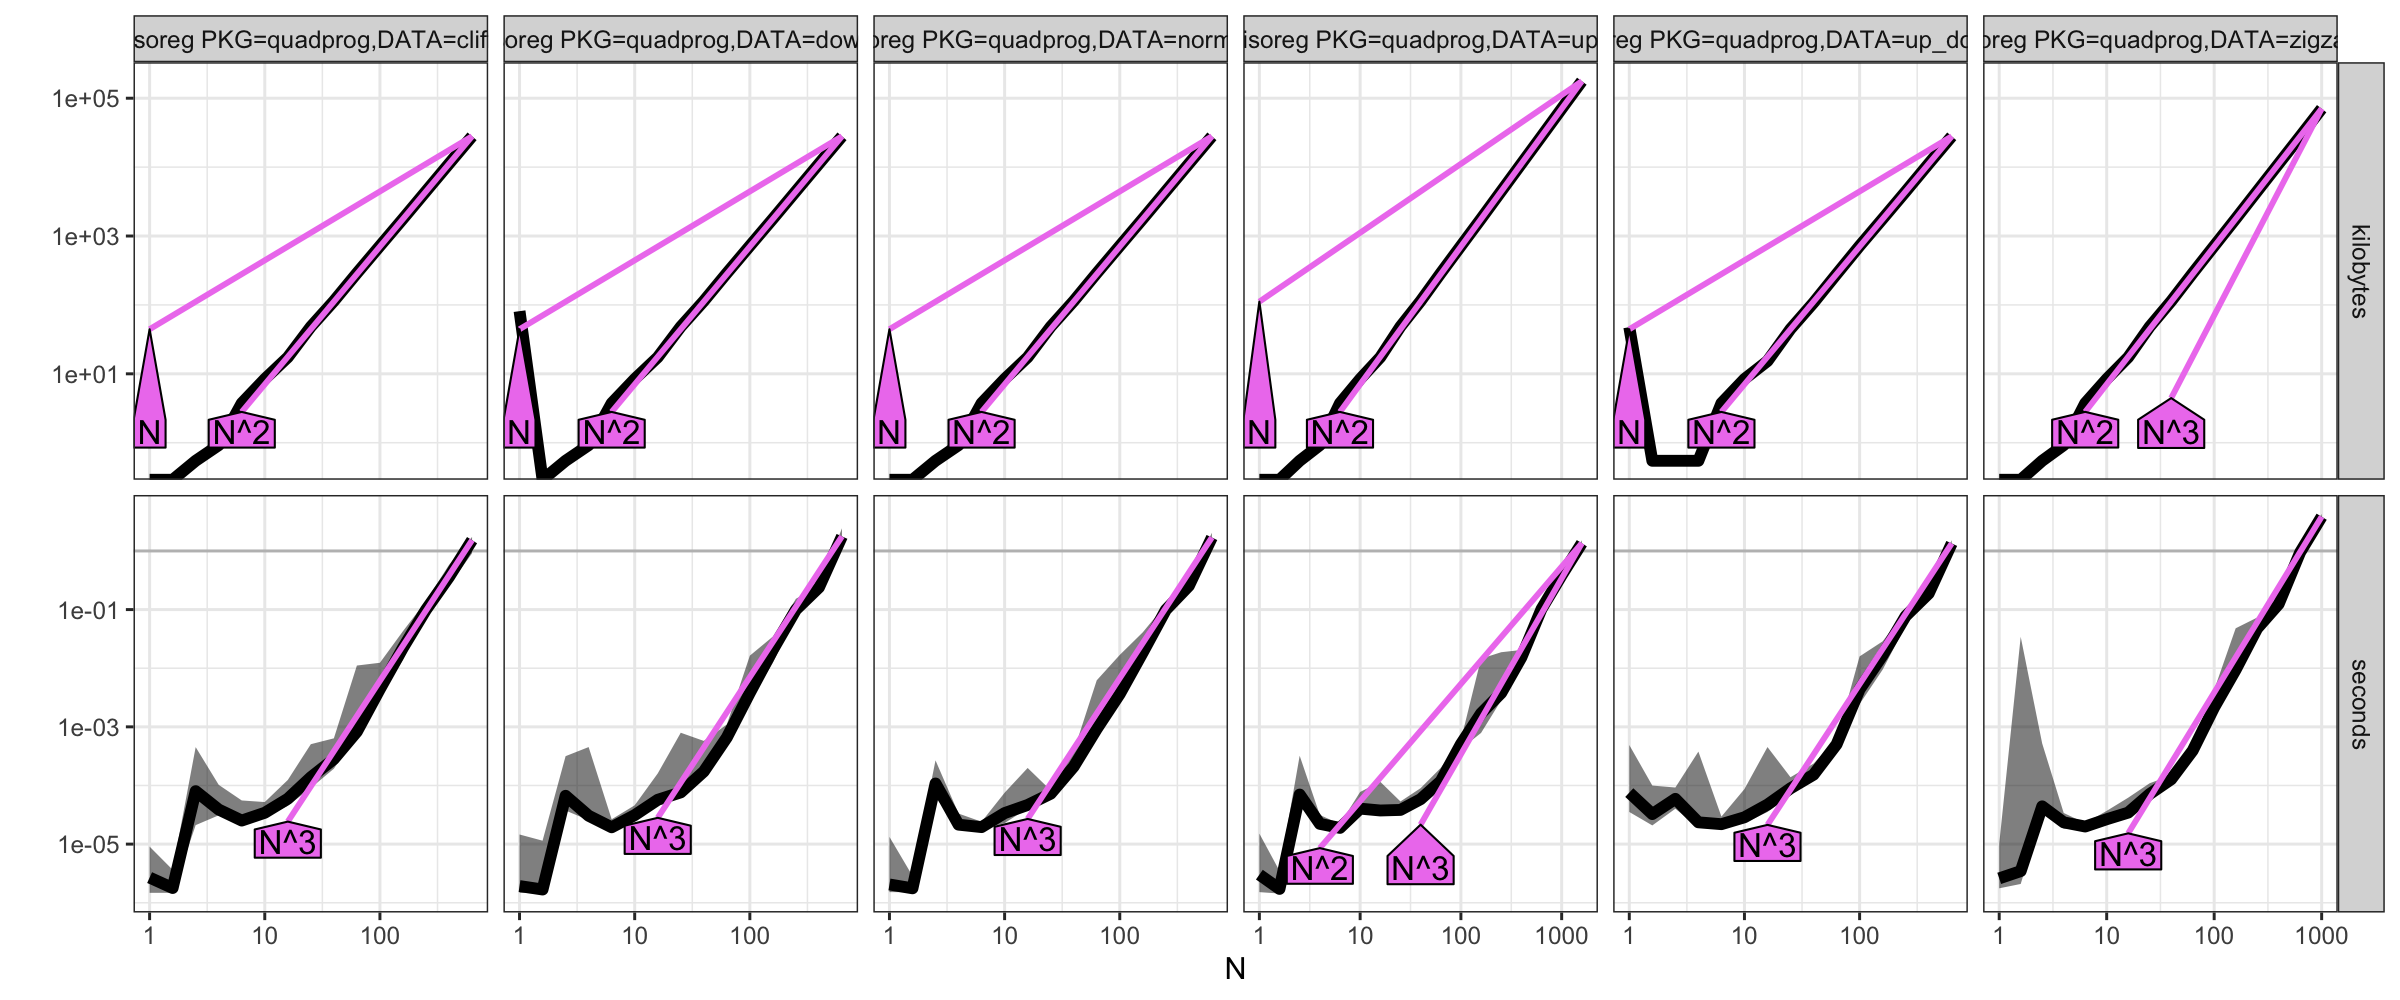 soreg PKG=quadprog,DATA=clif
oreg PKG=quadprog,DATA=dow
oreg PKG=quadprog,DATA=norm
isoreg PKG=quadprog,DATA=up
reg PKG=quadprog,DATA=up_do
oreg PKG=quadprog,DATA=zigza
1e+05
1e+03
1e+01
N
N^2
N
N^2
N
N^2
N
N^2
N
N^2
N^2
N^3
kilobytes
1e-01
1e-03
1e-05
N^3
N^3
N^3
N^2
N^3
N^3
N^3
seconds
1 10 100
1 10 100
1 10 100
1 10 100 1000
1 10 100
1 10 100 1000
N